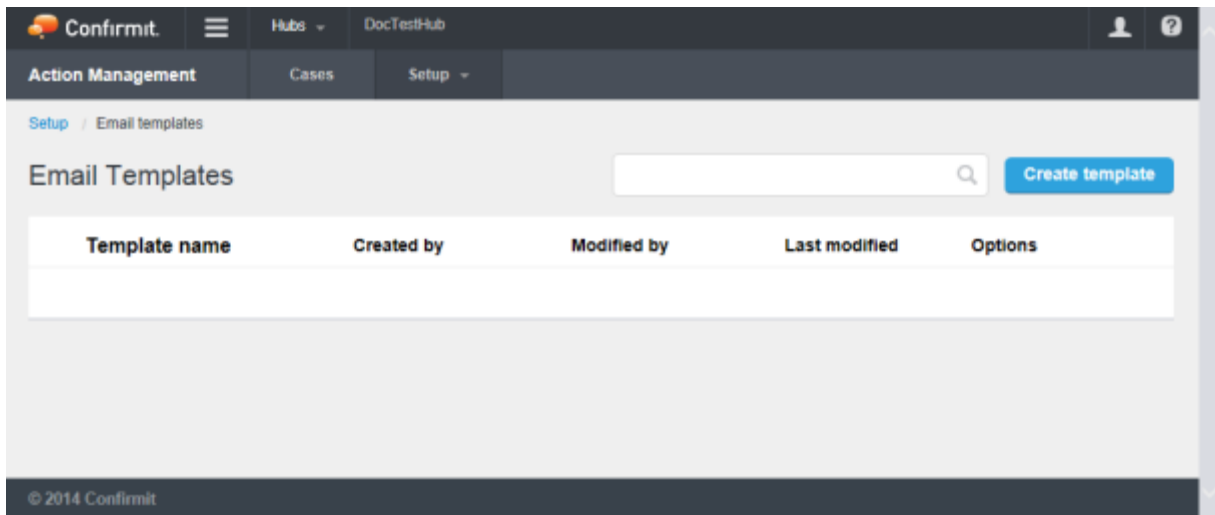 Confirmit. Hubs DocTestHub
Action Management Cases Setup
Setup / Email templates
Email Templates Create template
Template name Created by Modified by Last modified Options
© 2014 Confirmit